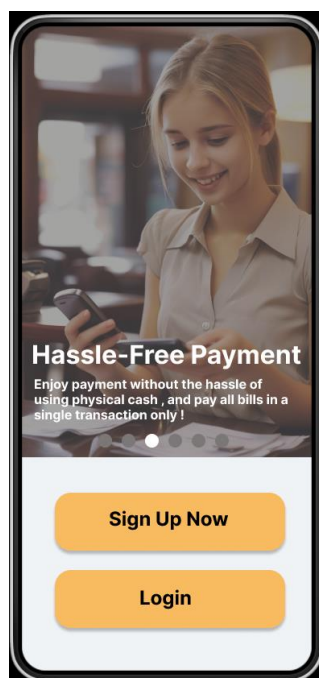 Hassle-Free Payment
Enjoy payment without the hassle of
using physical cash , and pay all bills in a
single transaction only !
Sign Up Now
Login